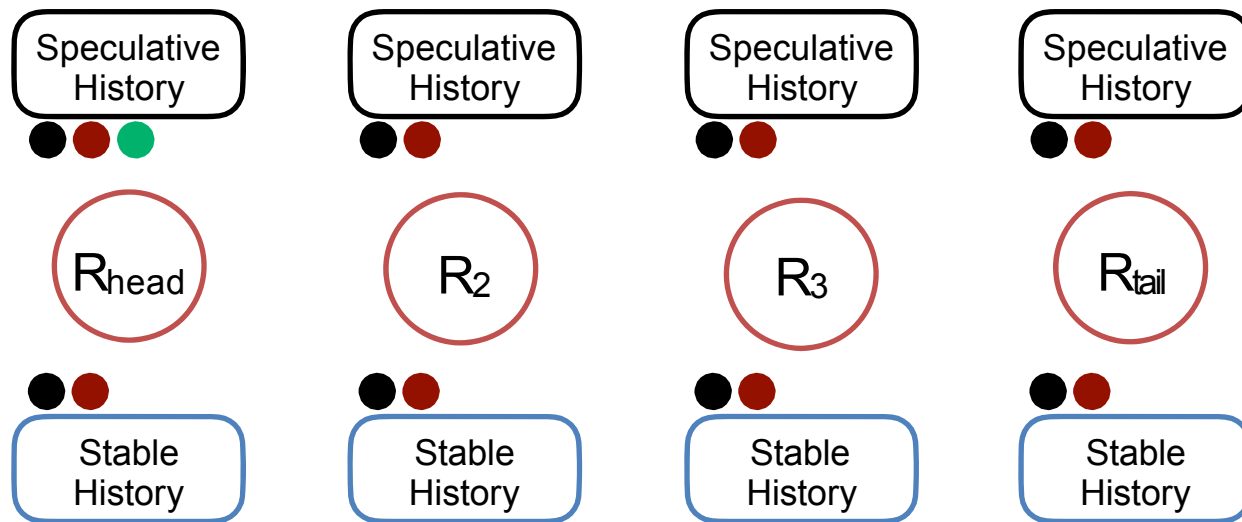 Speculative
History
Speculative
History
Speculative
History
Speculative
History
Rhead
R2
R3
Rtail
Stable
History
Stable
History
Stable
History
Stable
History